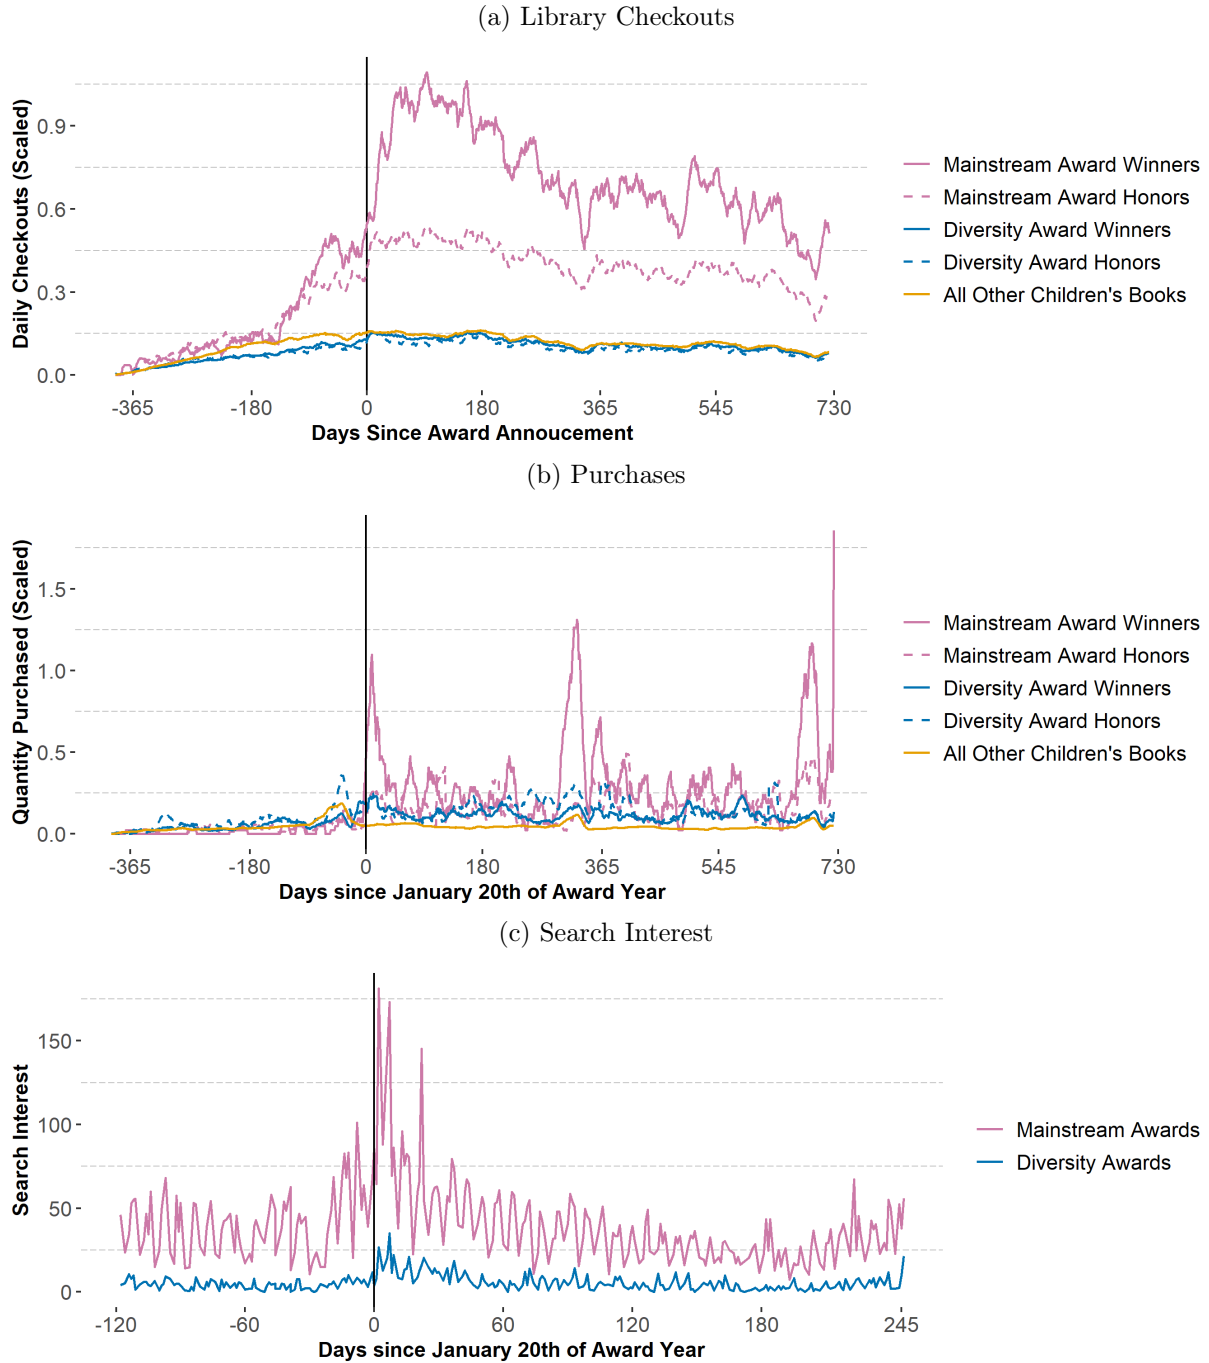 (a) Library Checkouts
Daily Checkouts (Scaled)
0.9
0.6
0.3
0.0
-365 -180 0 180 365 545 730
Days Since Award Annoucement
Mainstream Award Winners
Mainstream Award Honors
Diversity Award Winners
Diversity Award Honors
All Other Children's Books
(b) Purchases
Quantity Purchased (Scaled)
1.5
1.0
0.5
0.0
-365 -180 0 180 365 545 730
Days since January 20th of Award Year
Mainstream Award Winners
Mainstream Award Honors
Diversity Award Winners
Diversity Award Honors
All Other Children's Books
(c) Search Interest
Search Interest
150
100
50
0
-120 -60 0 60 120 180 245
Days since January 20th of Award Year
Mainstream Awards
Diversity Awards